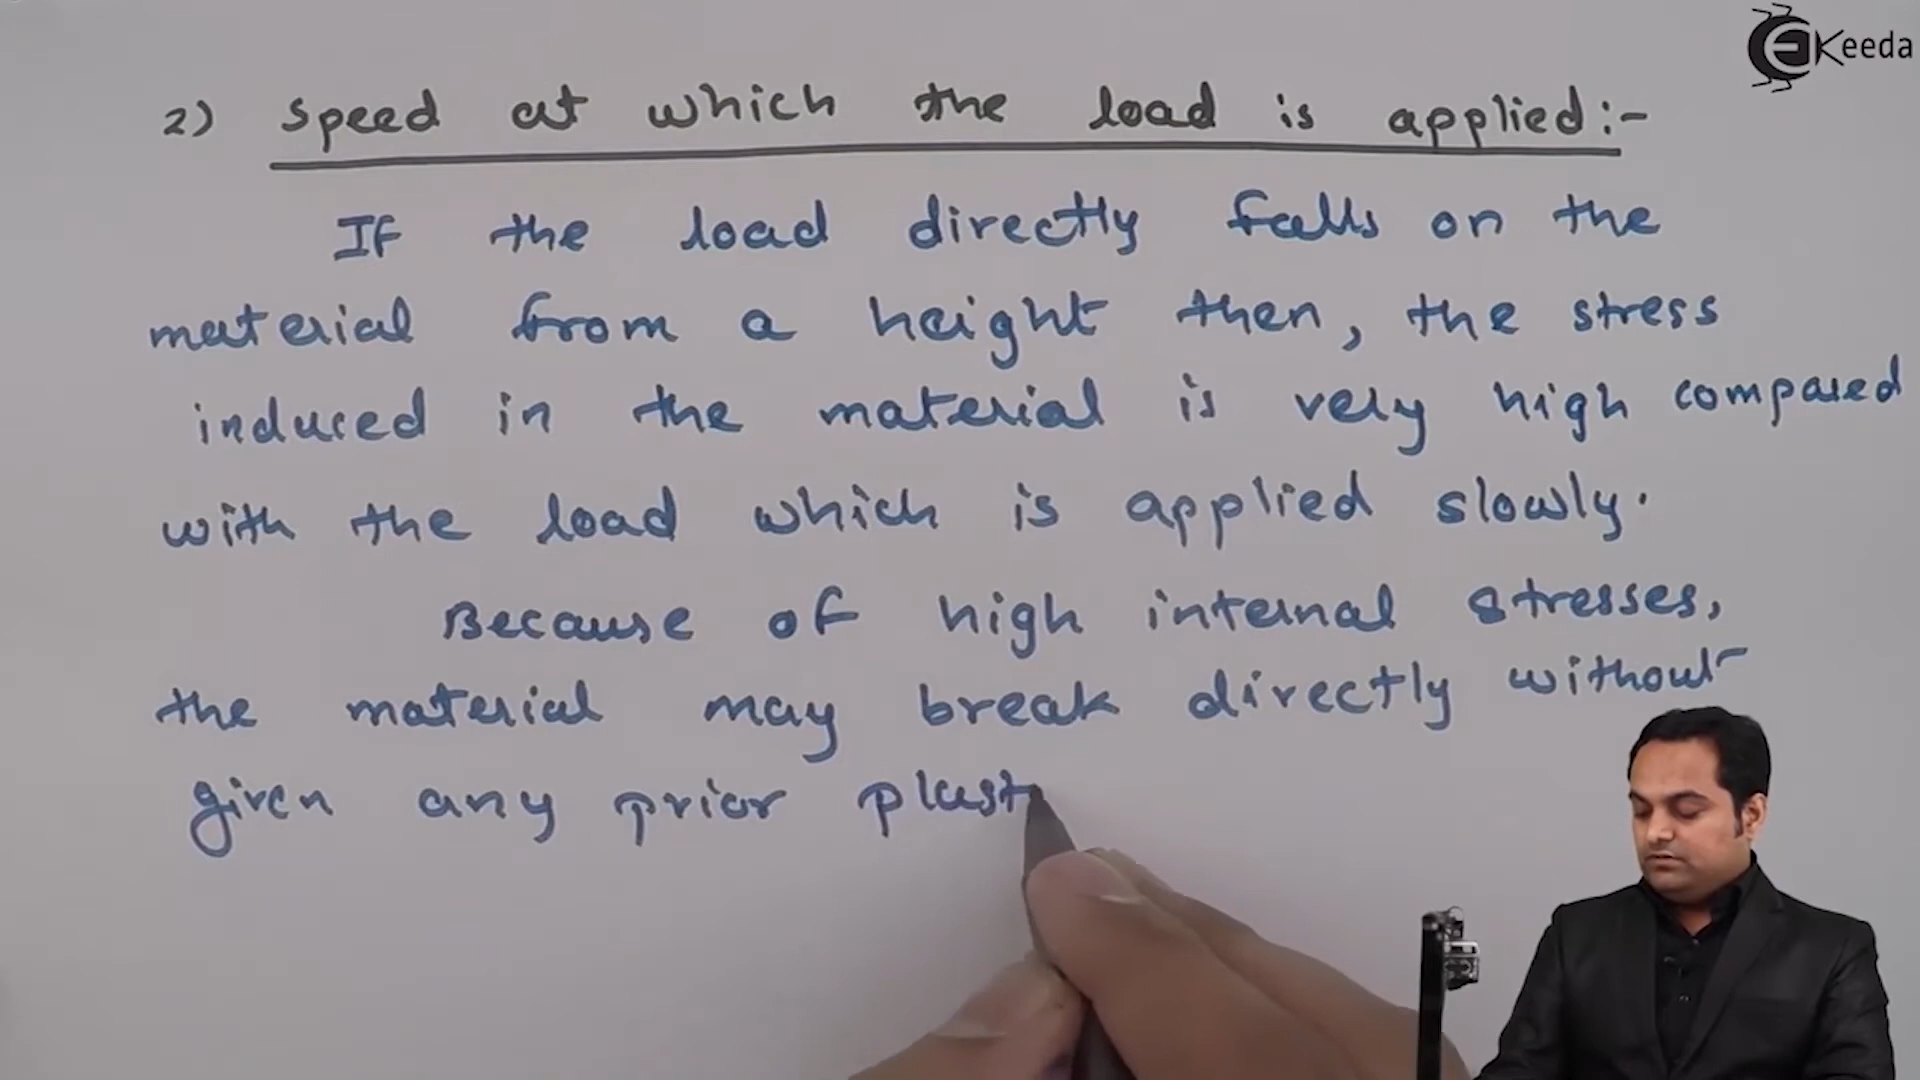 EKeeda
2) Speed at which the load is applied:-
If the load directly falls on the
material from a height then, the stress
induced in the material is very high compared
with the load which is applied slowly.
Because of high internal stresses,
the material may break directly without
given any prior plast